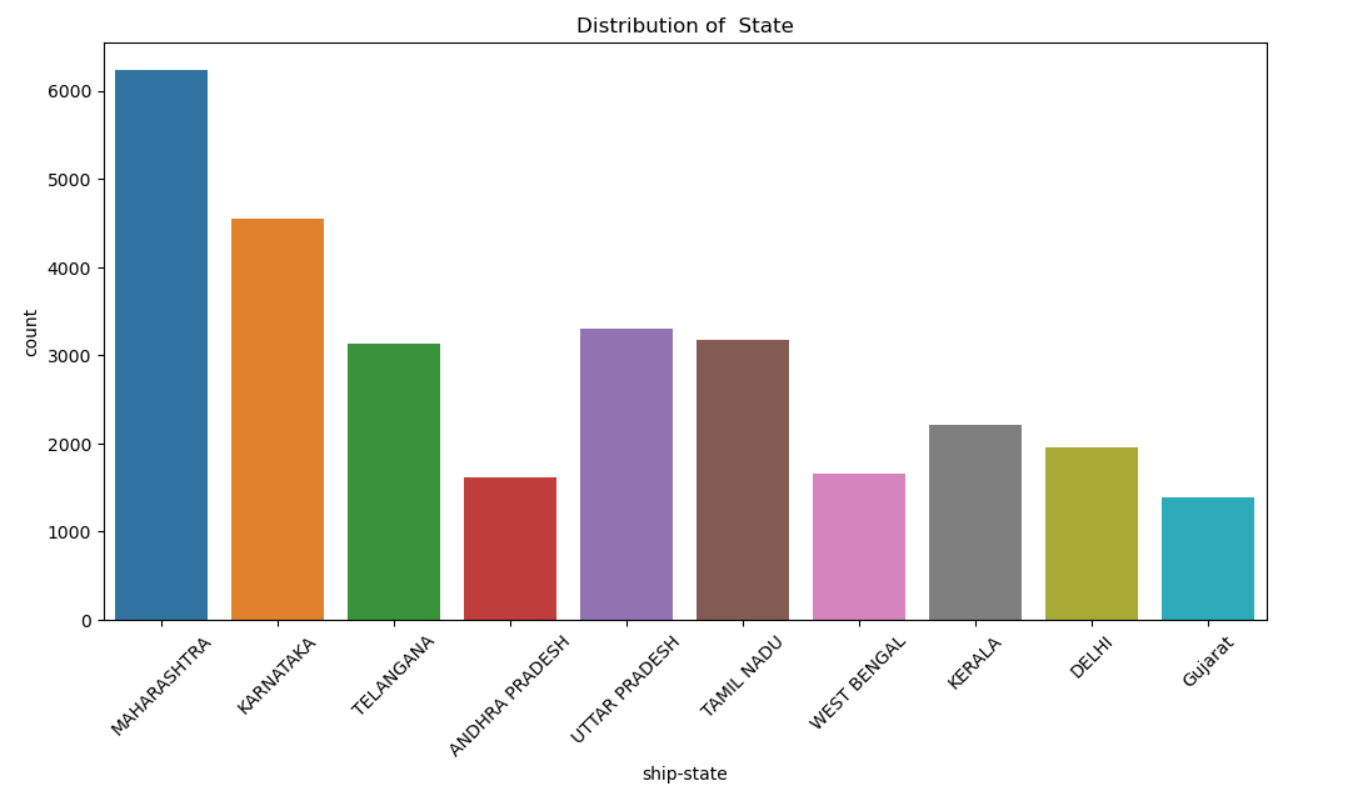 Distribution of  State
6000
5000
4000
3000
2000
1000
0
count
MAHARASHTRA
KARNATAKA
TELANGANA
ANDHRA PRADESH
UTTAR PRADESH
TAMIL NADU
WEST BENGAL
KERALA
DELHI
Gujarat
ship-state